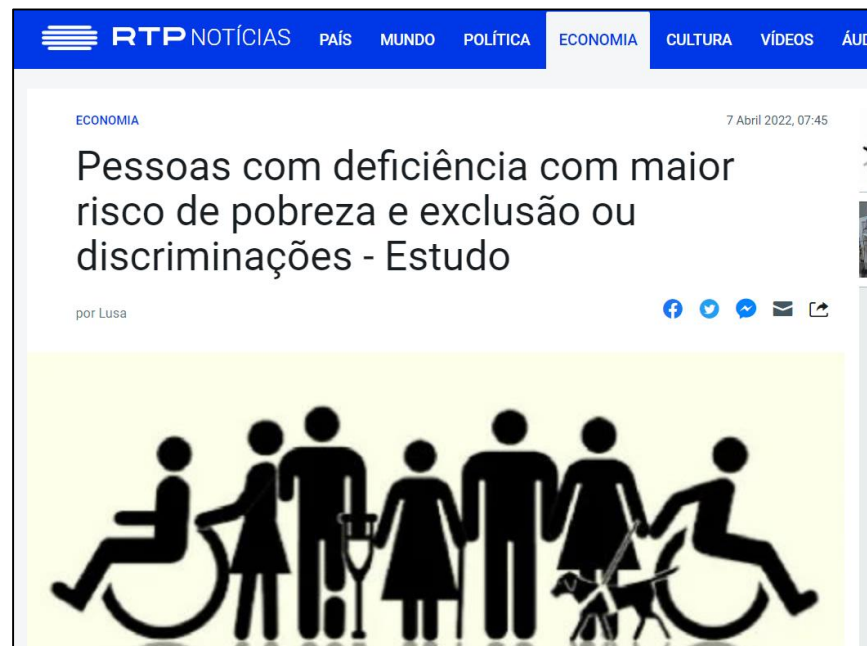 RTP NOTÍCIAS PAÍS MUNDO POLÍTICA ECONOMIA CULTURA VÍDEOS
ECONOMIA 7 Abril 2022, 07:45
Pessoas com deficiência com maior
risco de pobreza e exclusão ou
discriminações - Estudo
por Lusa